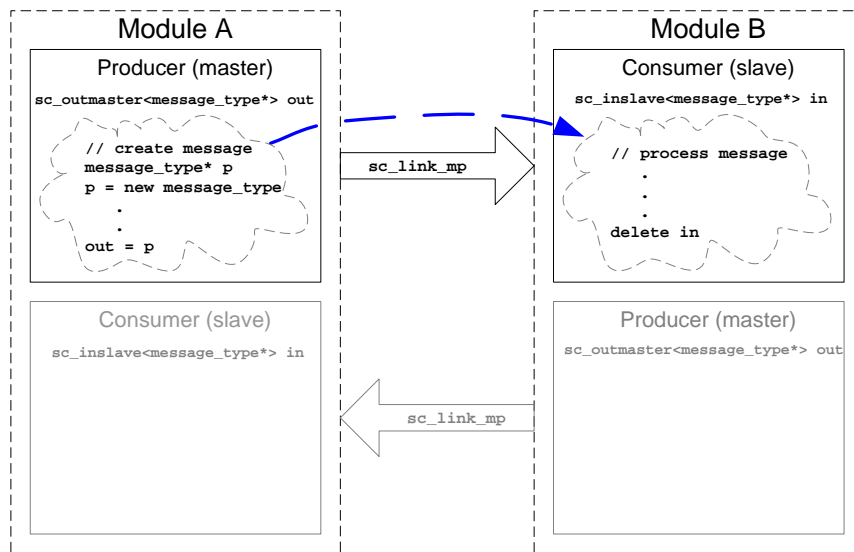 Module A
Producer (master)
sc_outmaster<message_type*> out
// create message
message_type* p
p = new message_type
.
.
out = p
Consumer (slave)
sc_inslave<message_type*> in
sc_link_mp
sc_link_mp
Module B
Consumer (slave)
sc_inslave<message_type*> in
// process message
.
.
.
delete in
Producer (master)
sc_outmaster<message_type*> out